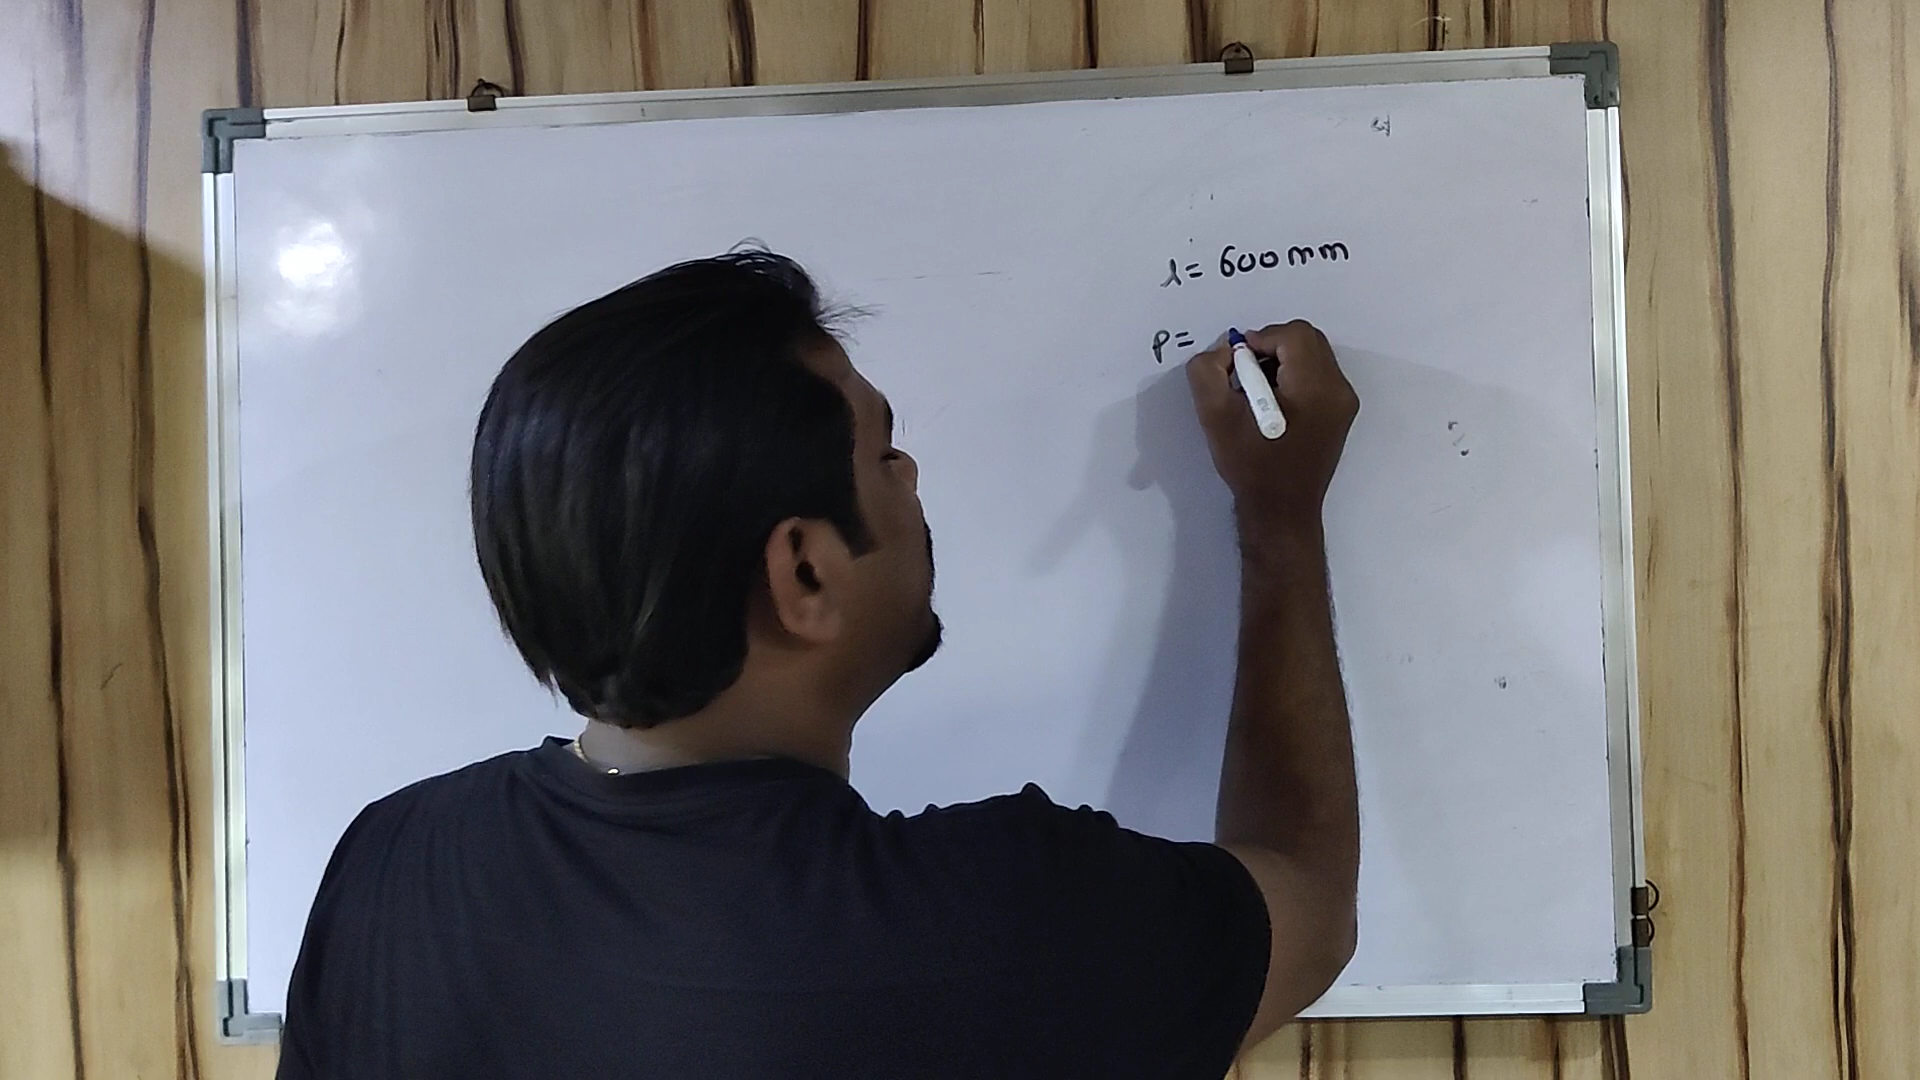 l = 600 mm
P =